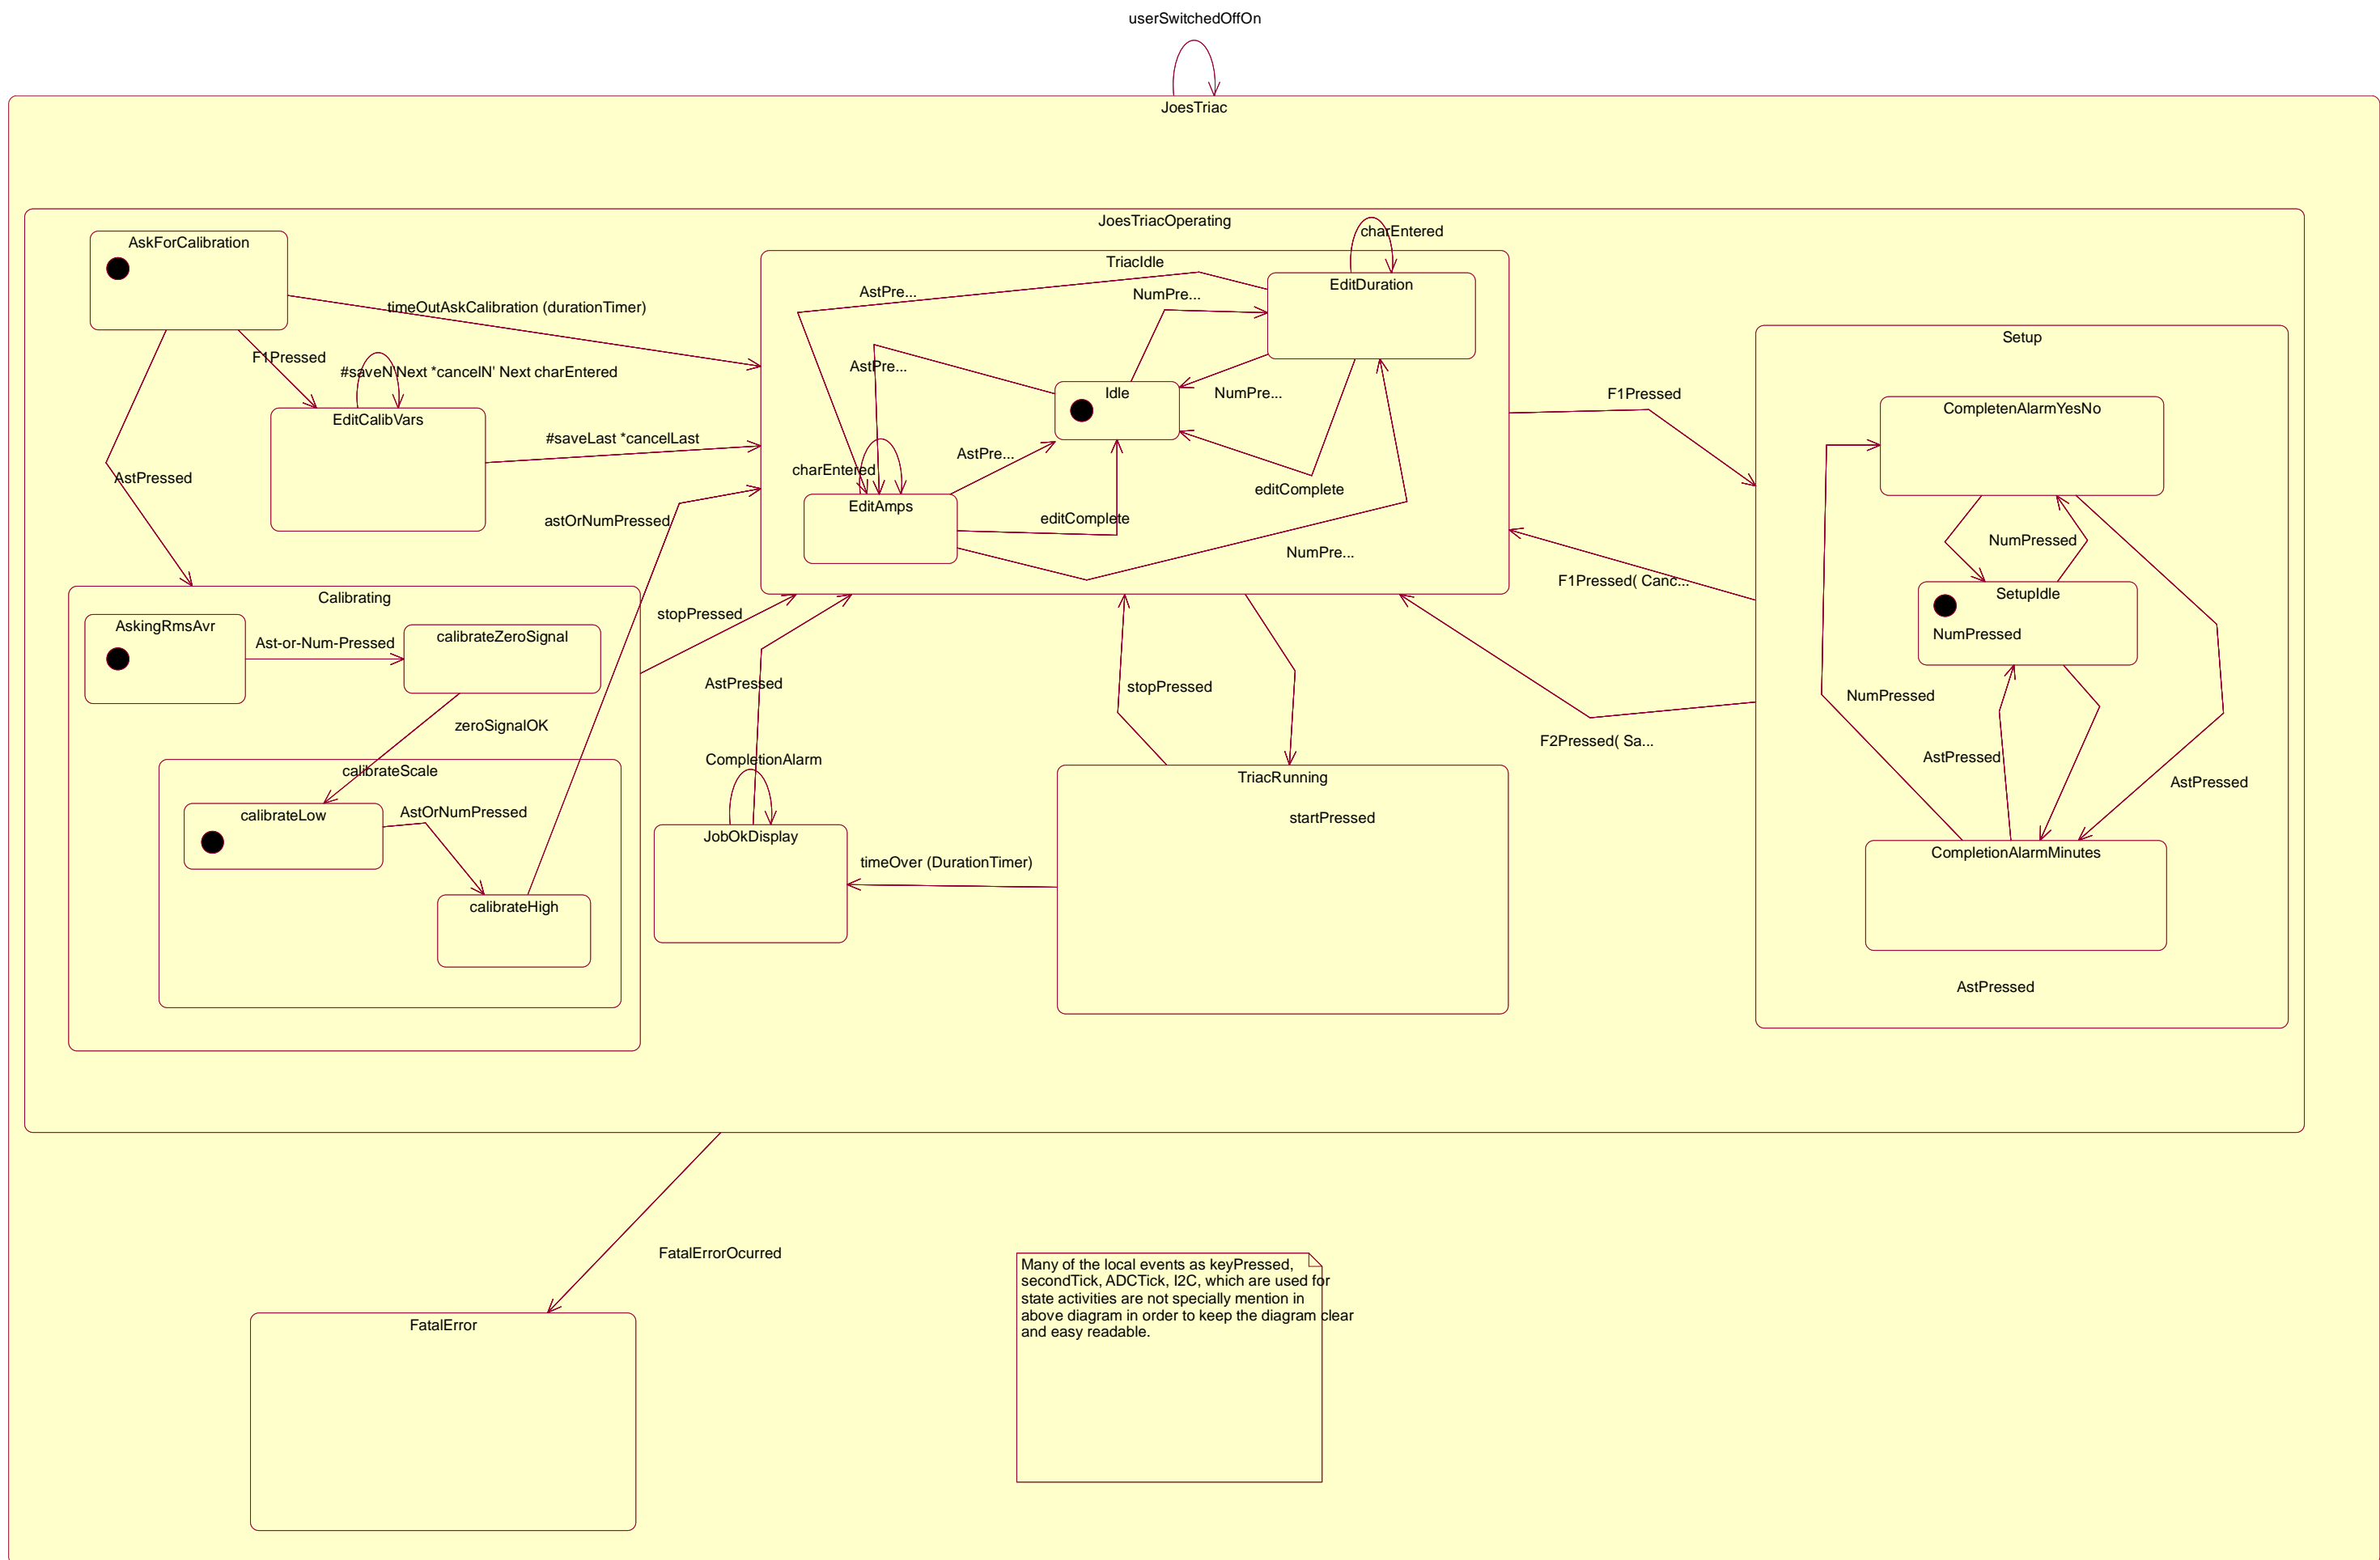 userSwitchedOffOn
JoesTriac
JoesTriacOperating
AskForCalibration
timeOutAskCalibration (durationTimer)
F1Pressed
#saveN Next *cancelN' Next charEntered
EditCalibVars
#saveLast *cancelLast
AstPressed
astOrNumPressed
TriacIdle
charEntered
EditDuration
AstPre...
NumPre...
AstPre...
Idle
NumPre...
AstPre...
charEntered
EditAmps
editComplete
editComplete
NumPre...
F1Pressed
F1Pressed( Canc...
F2Pressed( Sa...
Setup
CompletenAlarmYesNo
NumPressed
SetupIdle
NumPressed
NumPressed
AstPressed
AstPressed
CompletionAlarmMinutes
AstPressed
Calibrating
AskingRmsAvr
Ast-or-Num-Pressed
calibrateZeroSignal
zeroSignalOK
calibrateScale
calibrateLow
AstOrNumPressed
calibrateHigh
stopPressed
AstPressed
CompletionAlarm
JobOkDisplay
timeOver (DurationTimer)
stopPressed
TriacRunning
startPressed
FatalErrorOcurred
FatalError
Many of the local events as keyPressed,
secondTick, ADCTick, I2C, which are used for
state activities are not specially mention in
above diagram in order to keep the diagram clear
and easy readable.